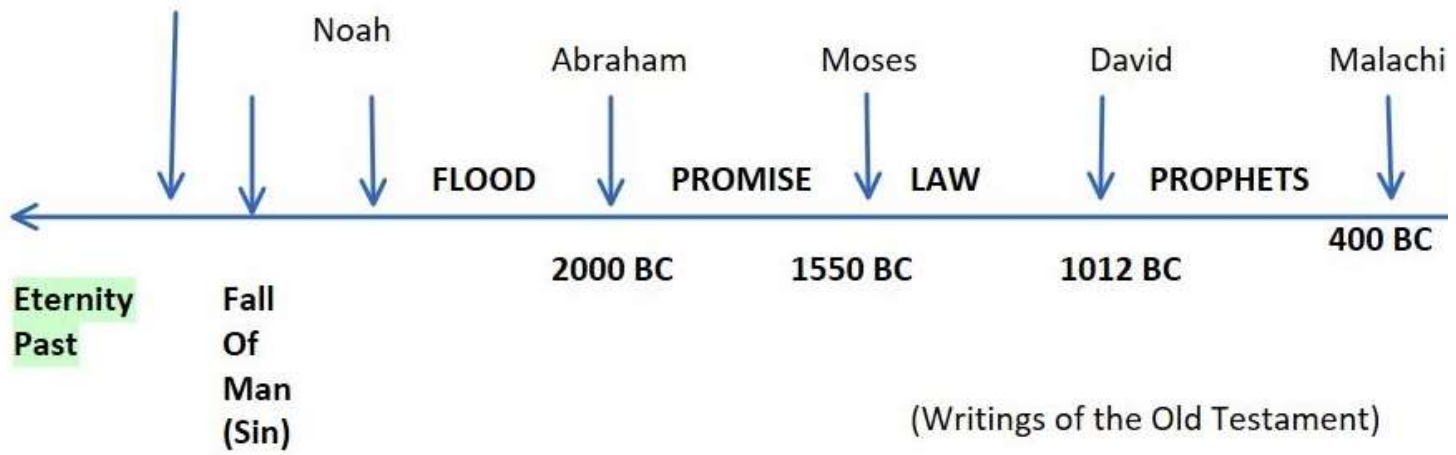 Noah
Abraham Moses David Malachi
FLOOD PROMISE LAW PROPHETS
400 BC
2000 BC 1550 BC 1012 BC
Eternity
Past
Fall
Of
Man
(Sin)
(Writings of the Old Testament)